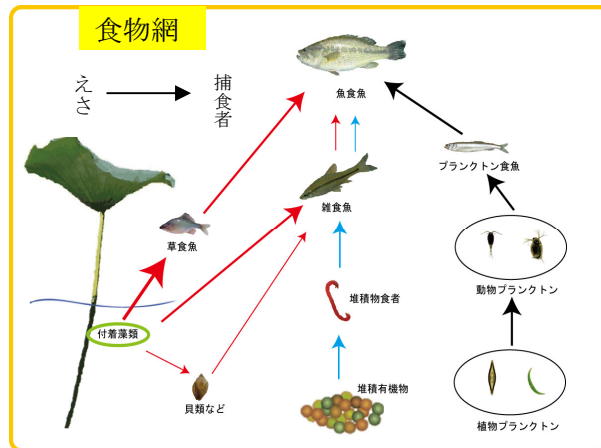 食物網
えさ
捕食者
魚食魚
プランクトン食魚
草食魚
雑食魚
動物プランクトン
堆積物食者
付着藻類
貝類など
堆積有機物
植物プランクトン